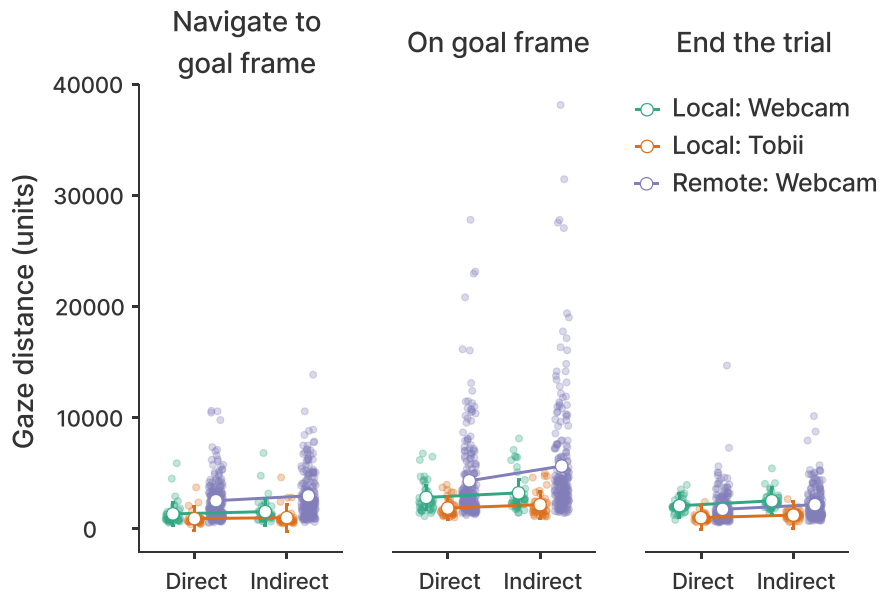 Navigate to
goal frame
On goal frame
End the trial
Local: Webcam
Local: Tobii
Remote: Webcam
Gaze distance (units)
40000
30000
20000
10000
0
Direct Indirect
Direct Indirect
Direct Indirect